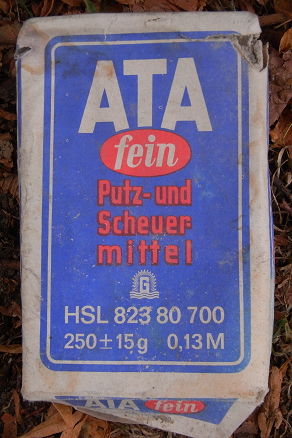 ATA
fein
Putz- und
Scheuer-
mittel
G
HSL 823 80 700
250 ± 15 g 0,13 M
ATA fein